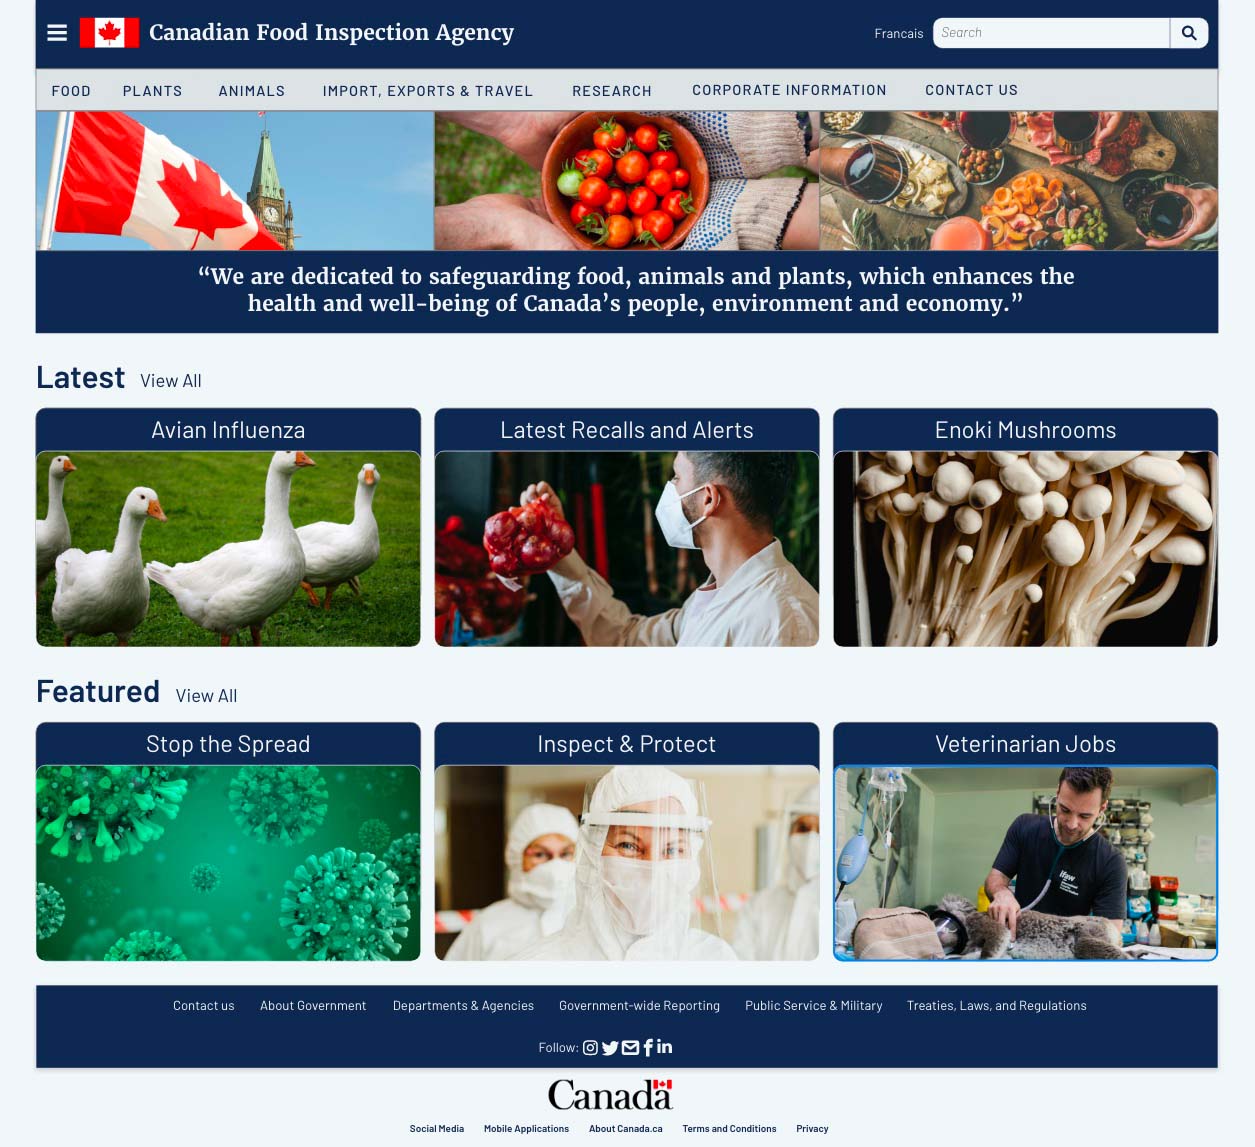 Canadian Food Inspection Agency
Francais
Search
FOOD PLANTS ANIMALS IMPORT, EXPORTS & TRAVEL RESEARCH CORPORATE INFORMATION CONTACT US
“We are dedicated to safeguarding food, animals and plants, which enhances the
health and well-being of Canada’s people, environment and economy.”
Latest View All
Avian Influenza
Latest Recalls and Alerts
Enoki Mushrooms
Featured View All
Stop the Spread
Inspect & Protect
Veterinarian Jobs
ifaw
Contact us About Government Departments & Agencies Government-wide Reporting Public Service & Military Treaties, Laws, and Regulations
Follow:
Canada
Social Media Mobile Applications About Canada.ca Terms and Conditions Privacy